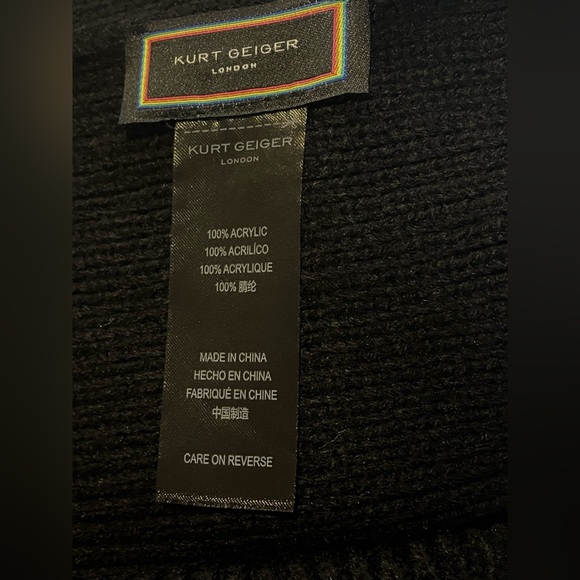 KURT GEIGER
LONDON
KURT GEIGER
LONDON
100% ACRYLIC
100% ACRILÍCO
100% ACRYLIQUE
100% 腈纶
MADE IN CHINA
HECHO EN CHINA
FABRIQUÉ EN CHINE
中国制造
CARE ON REVERSE